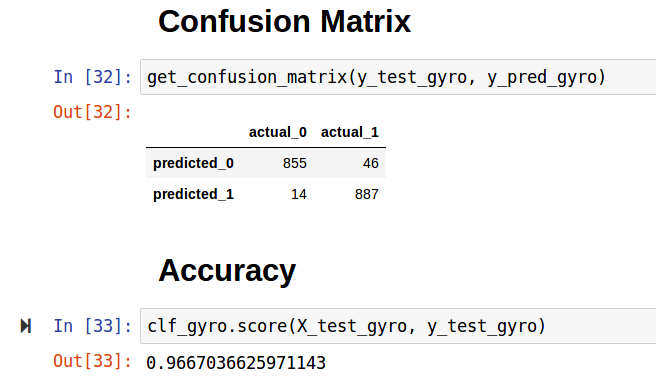 Confusion Matrix
In [32]: get_confusion_matrix(y_test_gyro, y_pred_gyro)
Out[32]:
actual_0 actual_1
predicted_0 855 46
predicted_1 14 887
Accuracy
In [33]: clf_gyro.score(X_test_gyro, y_test_gyro)
Out[33]: 0.9667036625971143